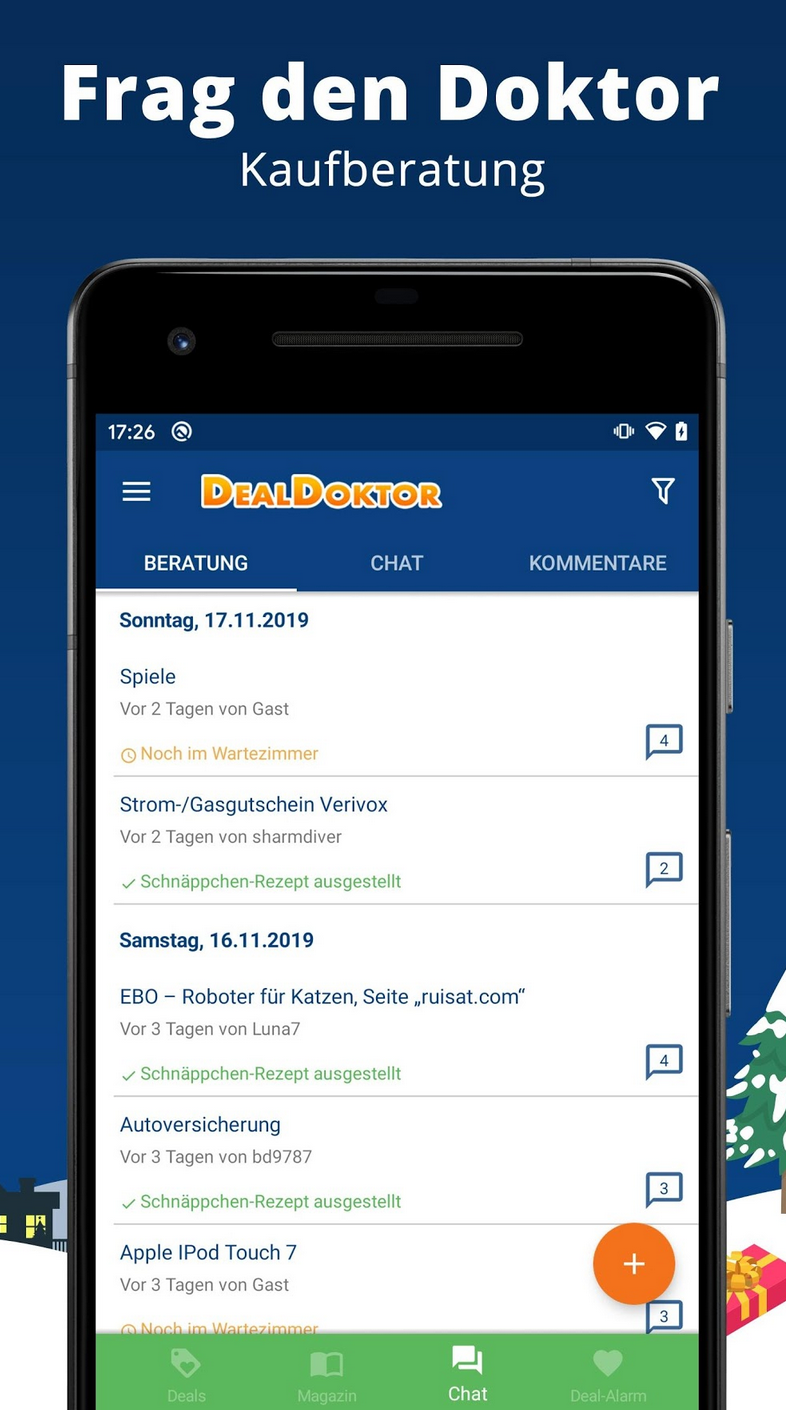 Frag den Doktor
Kaufberatung
17:26
DEALDOKTOR
BERATUNG CHAT KOMMENTARE
Sonntag, 17.11.2019
Spiele
Vor 2 Tagen von Gast
Noch im Wartezimmer 4
Strom-/Gasgutschein Verivox
Vor 2 Tagen von sharmdiver
Schnäppchen-Rezept ausgestellt 2
Samstag, 16.11.2019
EBO – Roboter für Katzen, Seite „ruisat.com“
Vor 3 Tagen von Luna7
Schnäppchen-Rezept ausgestellt 4
Autoversicherung
Vor 3 Tagen von bd9787
Schnäppchen-Rezept ausgestellt 3
Apple IPod Touch 7
Vor 3 Tagen von Gast
Noch im Wartezimmer 3
Deals Magazin Chat Deal-Alarm